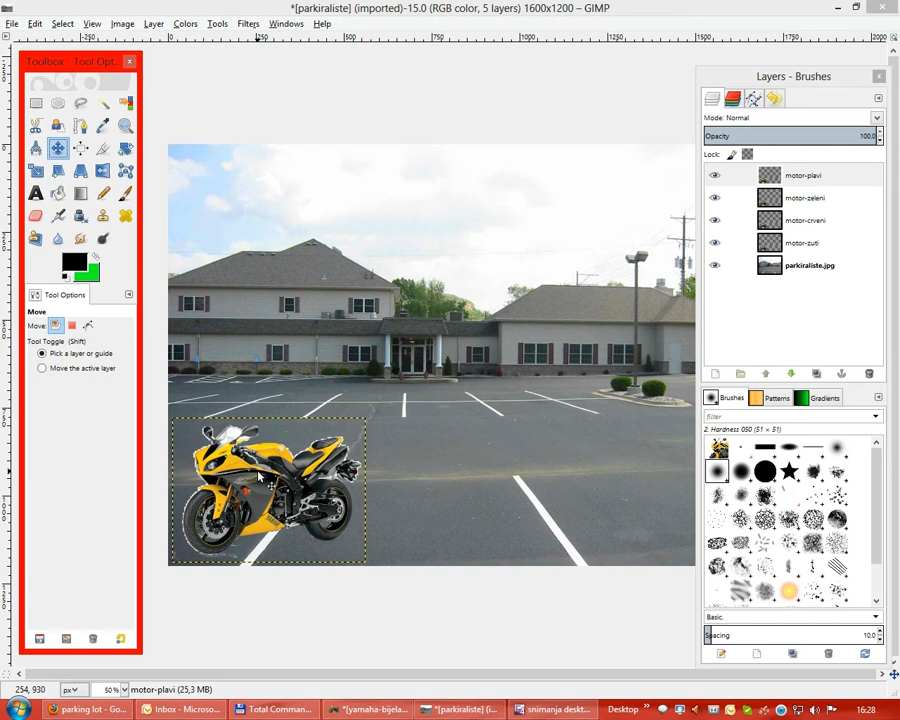 *[parkiraliste] (imported)-15.0 (RGB color, 5 layers) 1600x1200 – GIMP
File Edit Select View Image Layer Colors Tools Filters Windows Help
Toolbox - Tool Opt...
Tool Options
Move
Move:
Tool Toggle (Shift)
Pick a layer or guide
Move the active layer
Layers - Brushes
Mode: Normal
Opacity 100,0
Lock:
motor-plavi
motor-zeleni
motor-crveni
motor-zuti
parkiraliste.jpg
Brushes Patterns Gradients
filter
2. Hardness 050 (51 × 51)
Basic,
Spacing 10,0
254, 930 px 50% motor-plavi (25,3 MB)
parking lot - Go... Inbox - Microso... Total Comman... *[yamaha-bijela... *[parkiraliste] (i... snimanja deskt... Desktop » 16:28